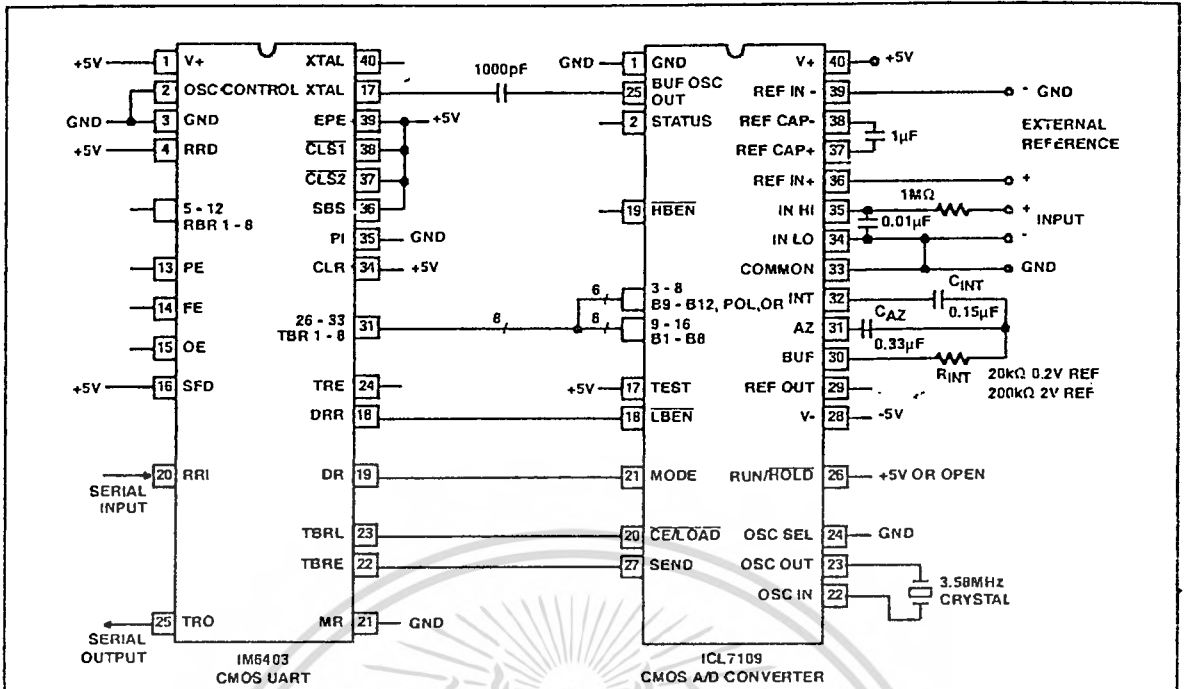 +5V 1 V+ XTAL 40
2 OSC CONTROL XTAL 17
GND 3 GND EPE 39 +5V
+5V 4 RRD CLS1 38
CLS2 37
5 - 12
RBR 1 - 8
SBS 36
PI 35 GND
13 PE CLR 34 +5V
14 FE 26 - 33
TBR 1 - 8 31
15 OE
+5V 16 SFD TRE 24
DRR 18
20 RRI DR 19
SERIAL
INPUT
TBRL 23
TBRE 22
25 TRO MR 21 GND
SERIAL
OUTPUT
IM6403
CMOS UART
1000pF
8
6
8
GND 1 GND V+ 40 +5V
25 BUF OSC
OUT
REF IN - 39 - GND
2 STATUS REF CAP- 38
1µF
REF CAP+ 37
EXTERNAL
REFERENCE
REF IN+ 36 +
1MΩ
19 HBEN IN HI 35 +
0.01µF
INPUT
IN LO 34 -
COMMON 33 GND
3 - 8
B9 - B12, POL, OR
INT 32 CINT
0.15µF
9 - 16
B1 - B8
AZ 31 CAZ
0.33µF
BUF 30 RINT
20kΩ 0.2V REF
200kΩ 2V REF
+5V 17 TEST REF OUT 29
18 LBEN V- 28 -5V
21 MODE RUN/HOLD 26 +5V OR OPEN
20 CE/LOAD OSC SEL 24 GND
27 SEND OSC OUT 23
OSC IN 22
3.58MHz
CRYSTAL
ICL7109
CMOS A/D CONVERTER